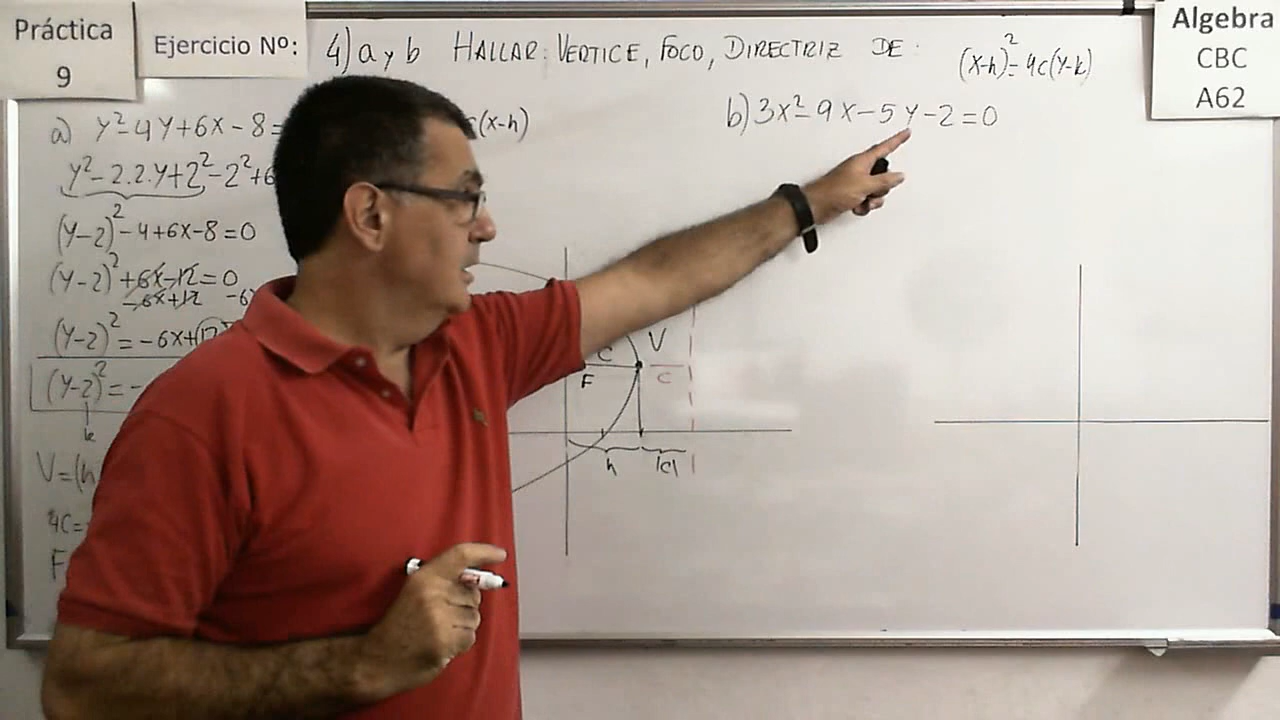 Práctica
9
Ejercicio Nº:
4) a y b HALLAR: VERTICE, FOCO, DIRECTRIZ DE:
(x-h)² = 4c(y-k)
Algebra
CBC
A62
a) y²-4y+6x-8=
(x-h)
b) 3x²-9x-5y-2=0
y²-2.2.y+2²-2²+6
(y-2)²-4+6x-8=0
(y-2)²+6x-12=0
-6x+12 -6
(y-2)²=-6x+12
(y-2)²=-
k
V=(h
4c=
F
C
V
F
c
h
|c|